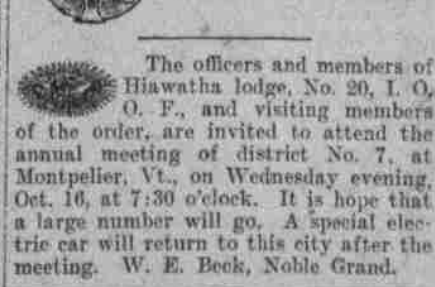 The officers and members of
Hiawatha lodge, No. 20, I. O.
O. F., and visiting members
of the order, are invited to attend the
annual meeting of district No. 7, at
Montpelier, Vt., on Wednesday evening,
Oct. 16, at 7:30 o'clock. It is hope that
a large number will go. A special elec-
tric car will return to this city after the
meeting. W. E. Beck, Noble Grand.